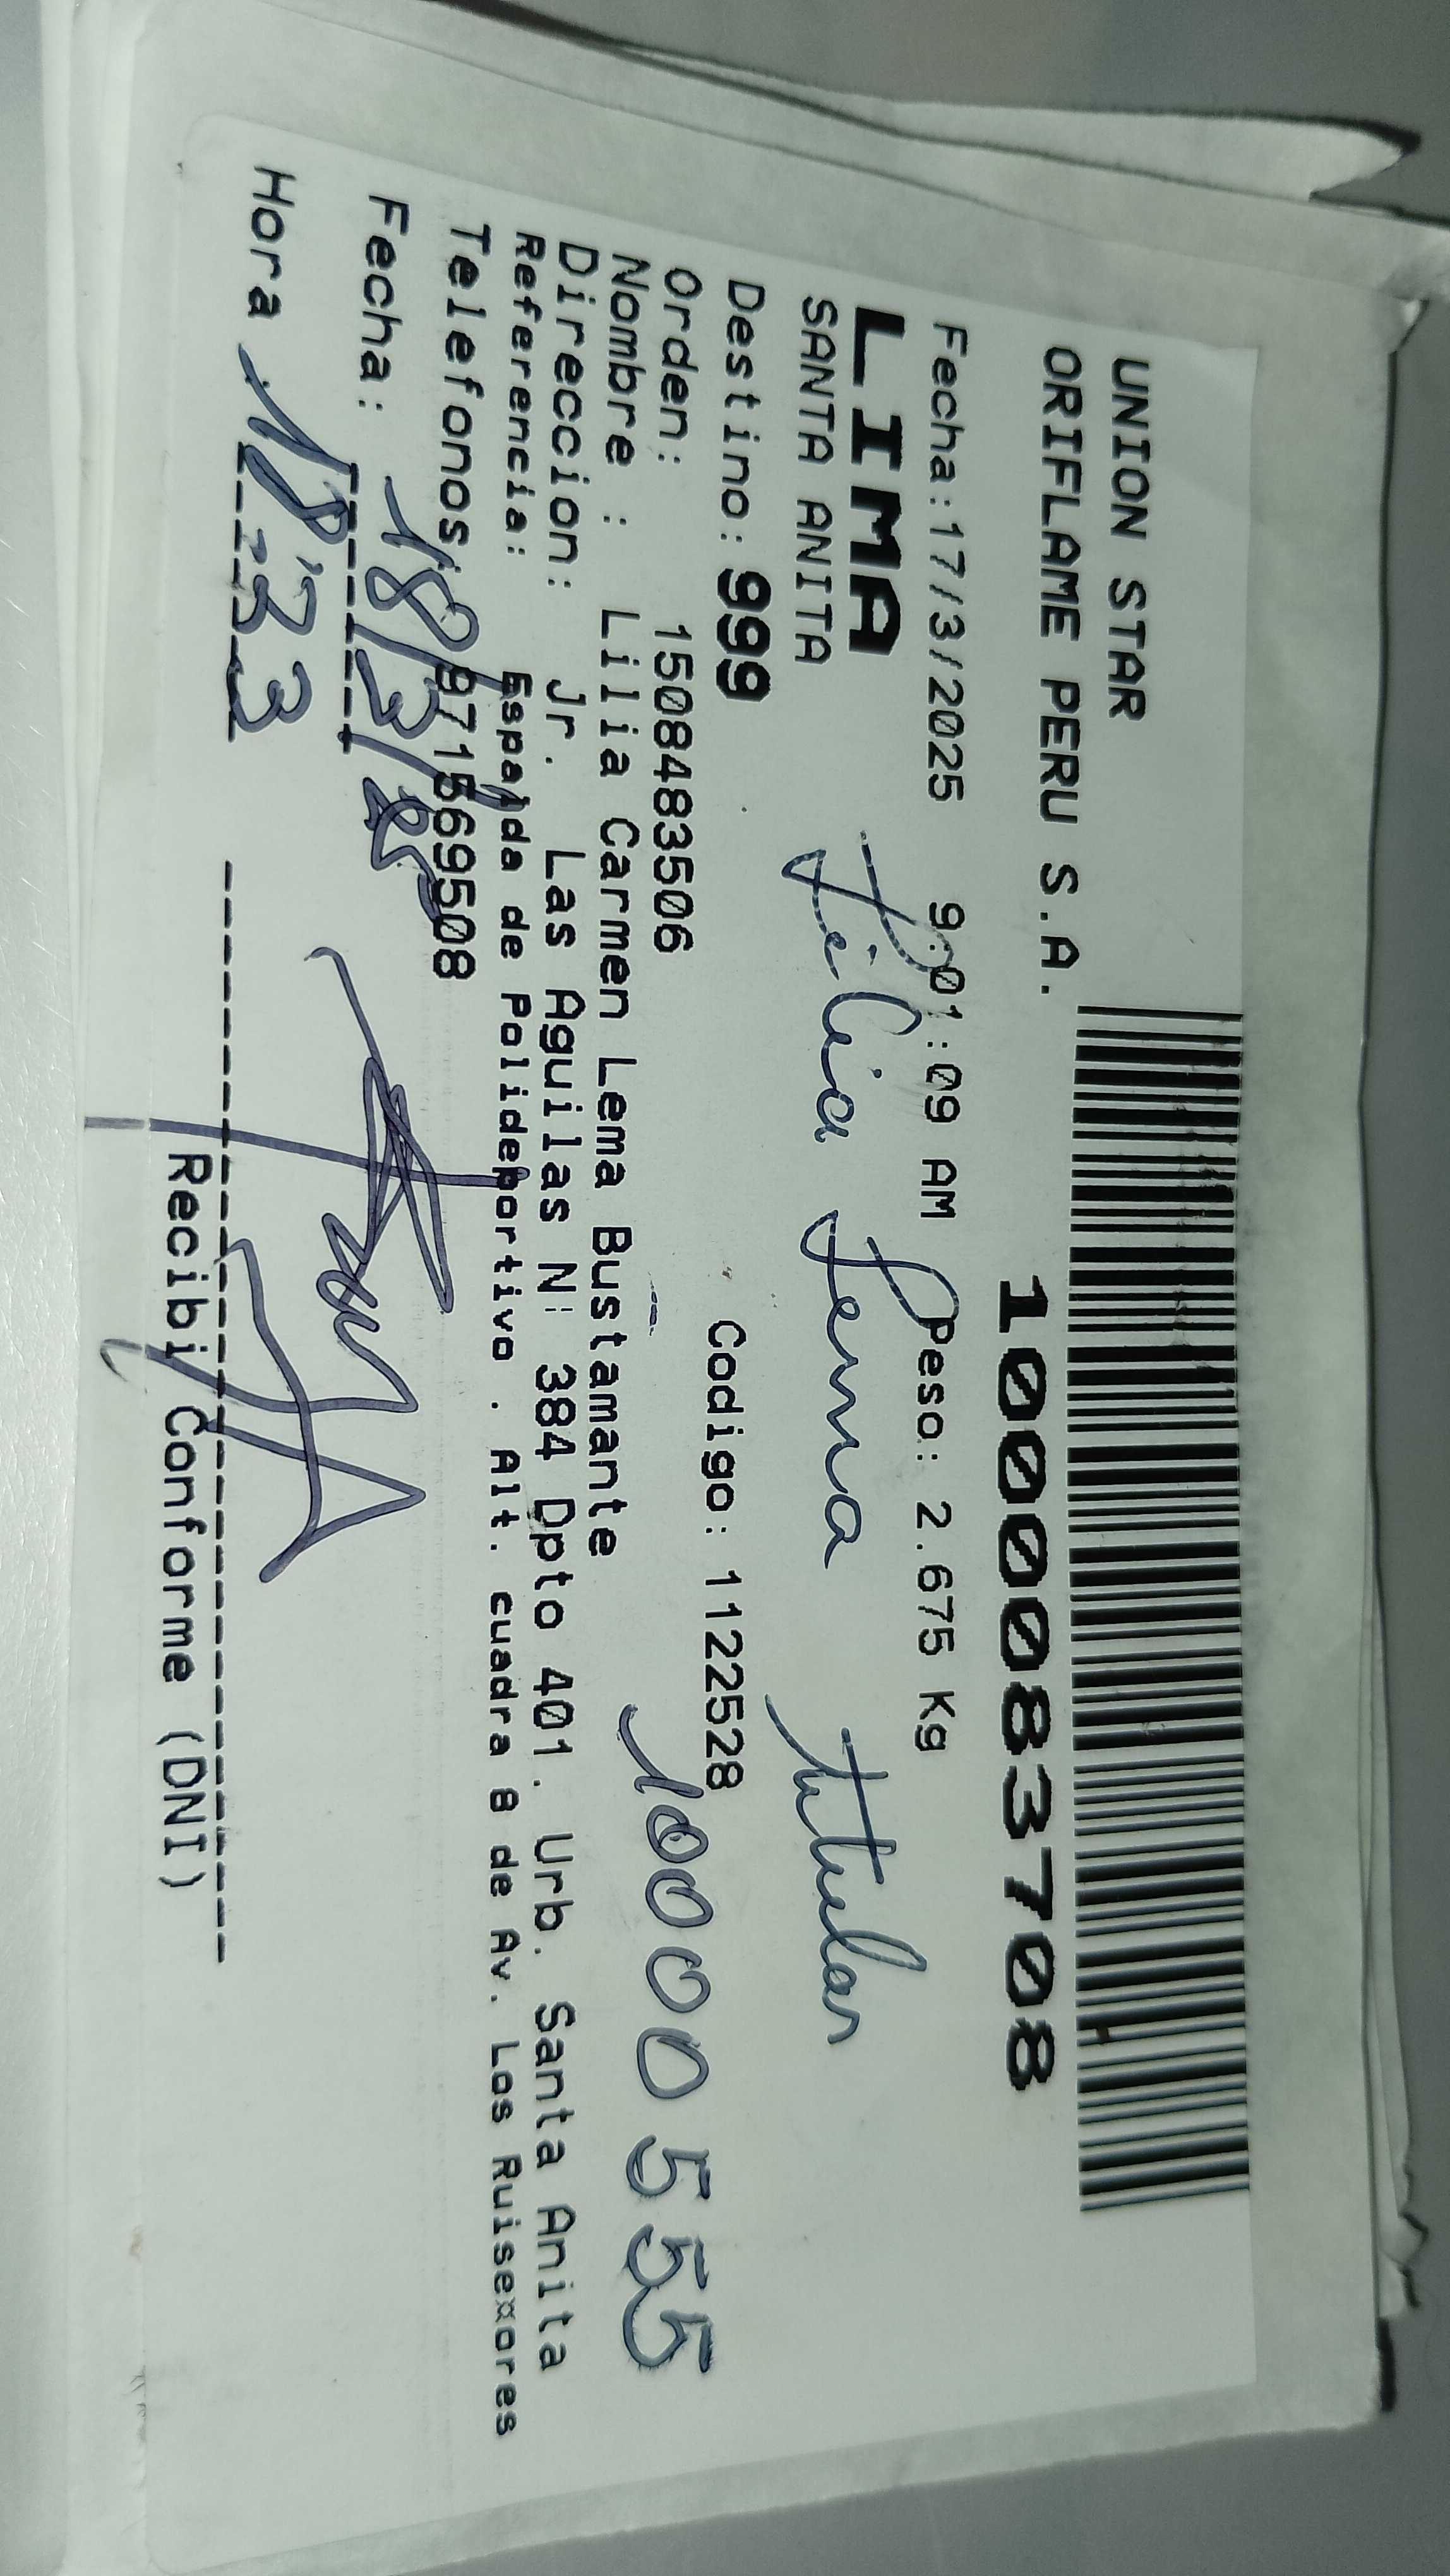 UNION STAR
ORIFLAME PERU S.A.
1000083708
Fecha:17/3/2025 9:01:09 AM Peso: 2.675 Kg
LIMA
SANTA ANITA
Lilia Lema titular
Destino: 999 Codigo: 1122528
Orden: 15084483506
10000555
Nombre : Lilia Carmen Lema Bustamante
Direccion: Jr. Las Aguilas N: 384 Dpto 401. Urb. Santa Anita
Referencia: Espalda de Polideportivo . Alt. cuadra 8 de Av. Los Ruiseñores
Telefonos 971569508
Fecha: 18/3/25
Hora 18:33
Recibi Conforme (DNI)